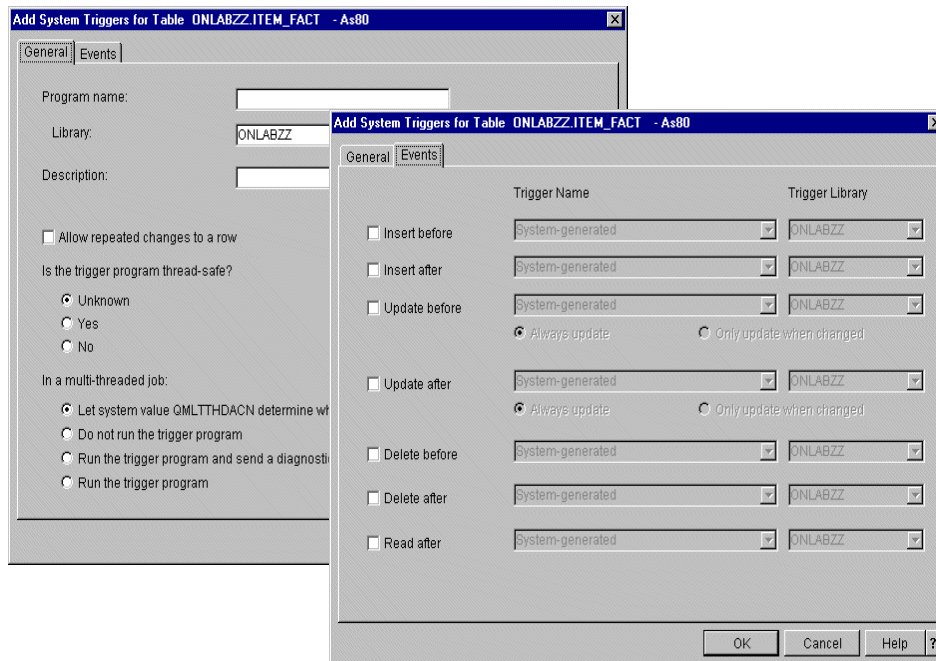 Add System Triggers for Table ONLABZZ.ITEM_FACT - As80
General Events
Program name:
Library: ONLABZZ
Description:
Allow repeated changes to a row
Is the trigger program thread-safe?
Unknown
Yes
No
In a multi-threaded job:
Let system value QMLTTHDACN determine wh
Do not run the trigger program
Run the trigger program and send a diagnosti
Run the trigger program
Add System Triggers for Table ONLABZZ.ITEM_FACT - As80
General Events
Trigger Name Trigger Library
Insert before System-generated ONLABZZ
Insert after System-generated ONLABZZ
Update before System-generated ONLABZZ
Always update Only update when changed
Update after System-generated ONLABZZ
Always update Only update when changed
Delete before System-generated ONLABZZ
Delete after System-generated ONLABZZ
Read after System-generated ONLABZZ
OK Cancel Help ?